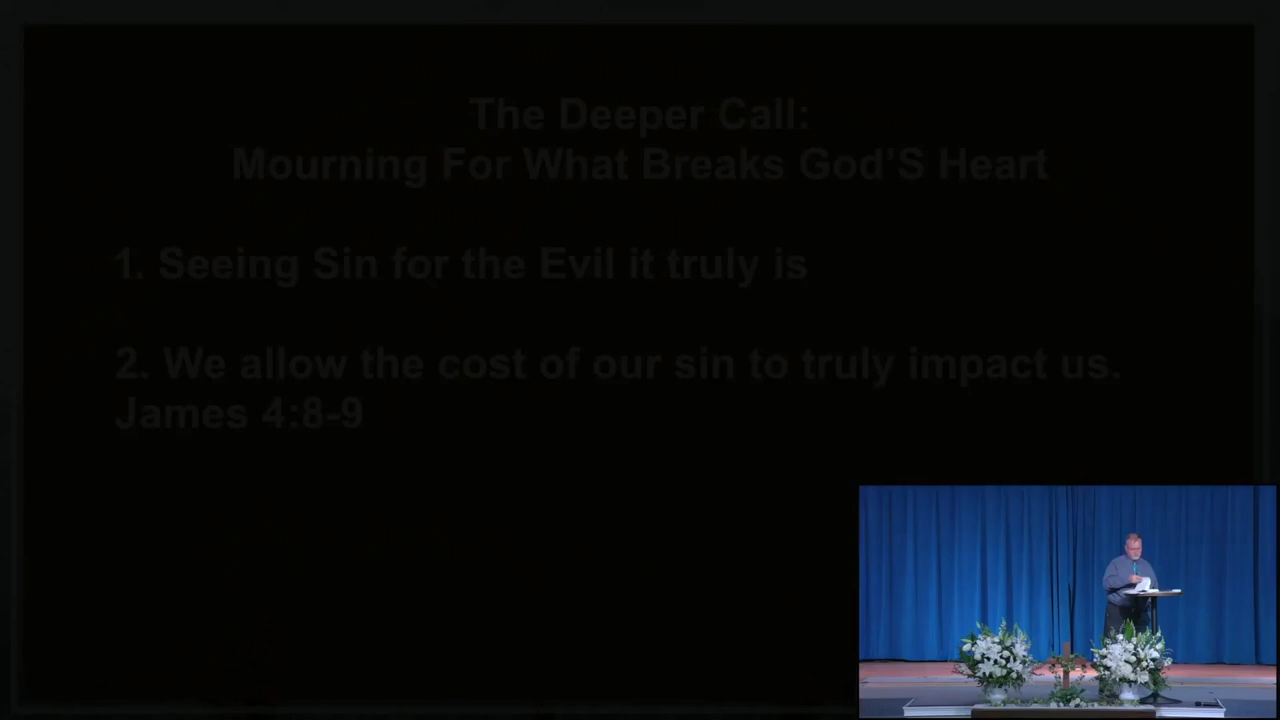 The Deeper Call:
Mourning For What Breaks God’S Heart
1. Seeing Sin for the Evil it truly is
2. We allow the cost of our sin to truly impact us.
James 4:8-9